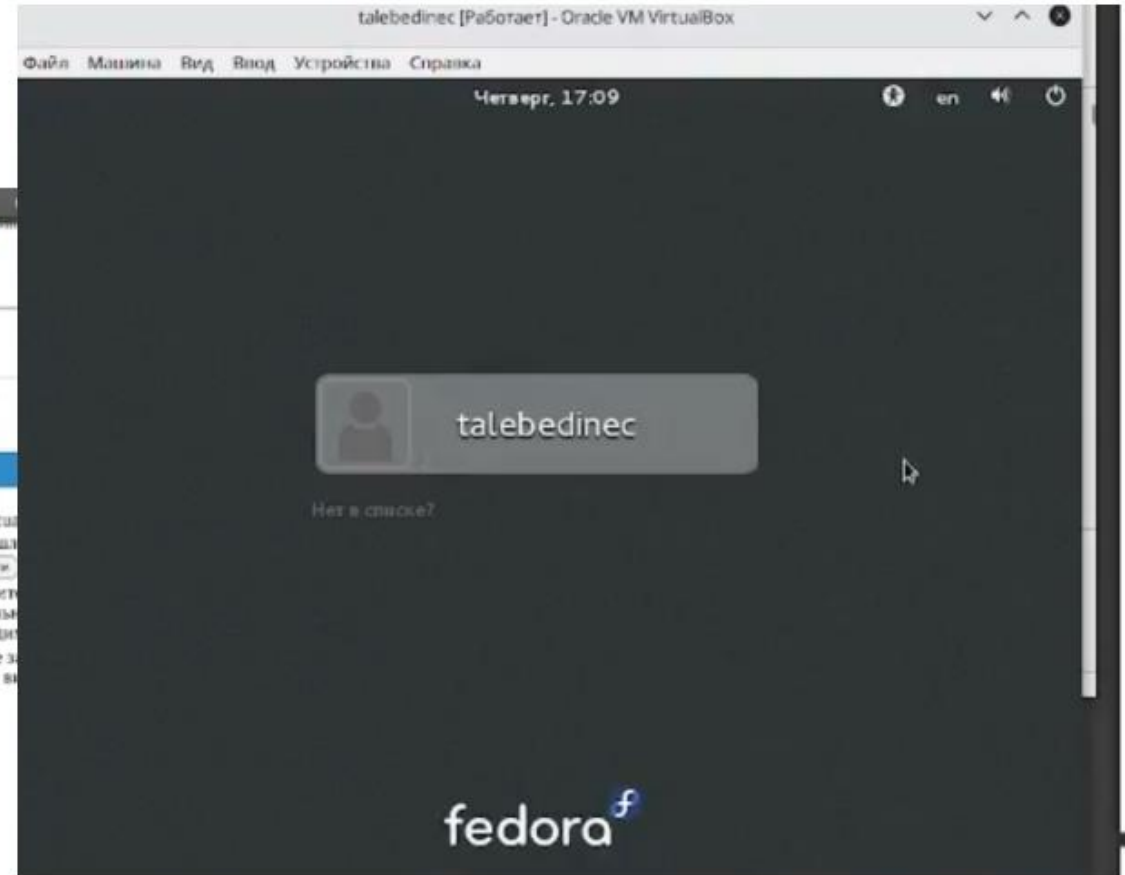 talebedinec [Работает] - Oracle VM VirtualBox
Файл Машина Вид Ввод Устройства Справка
Четверг, 17:09
en
talebedinec
Нет в списке?
fedora